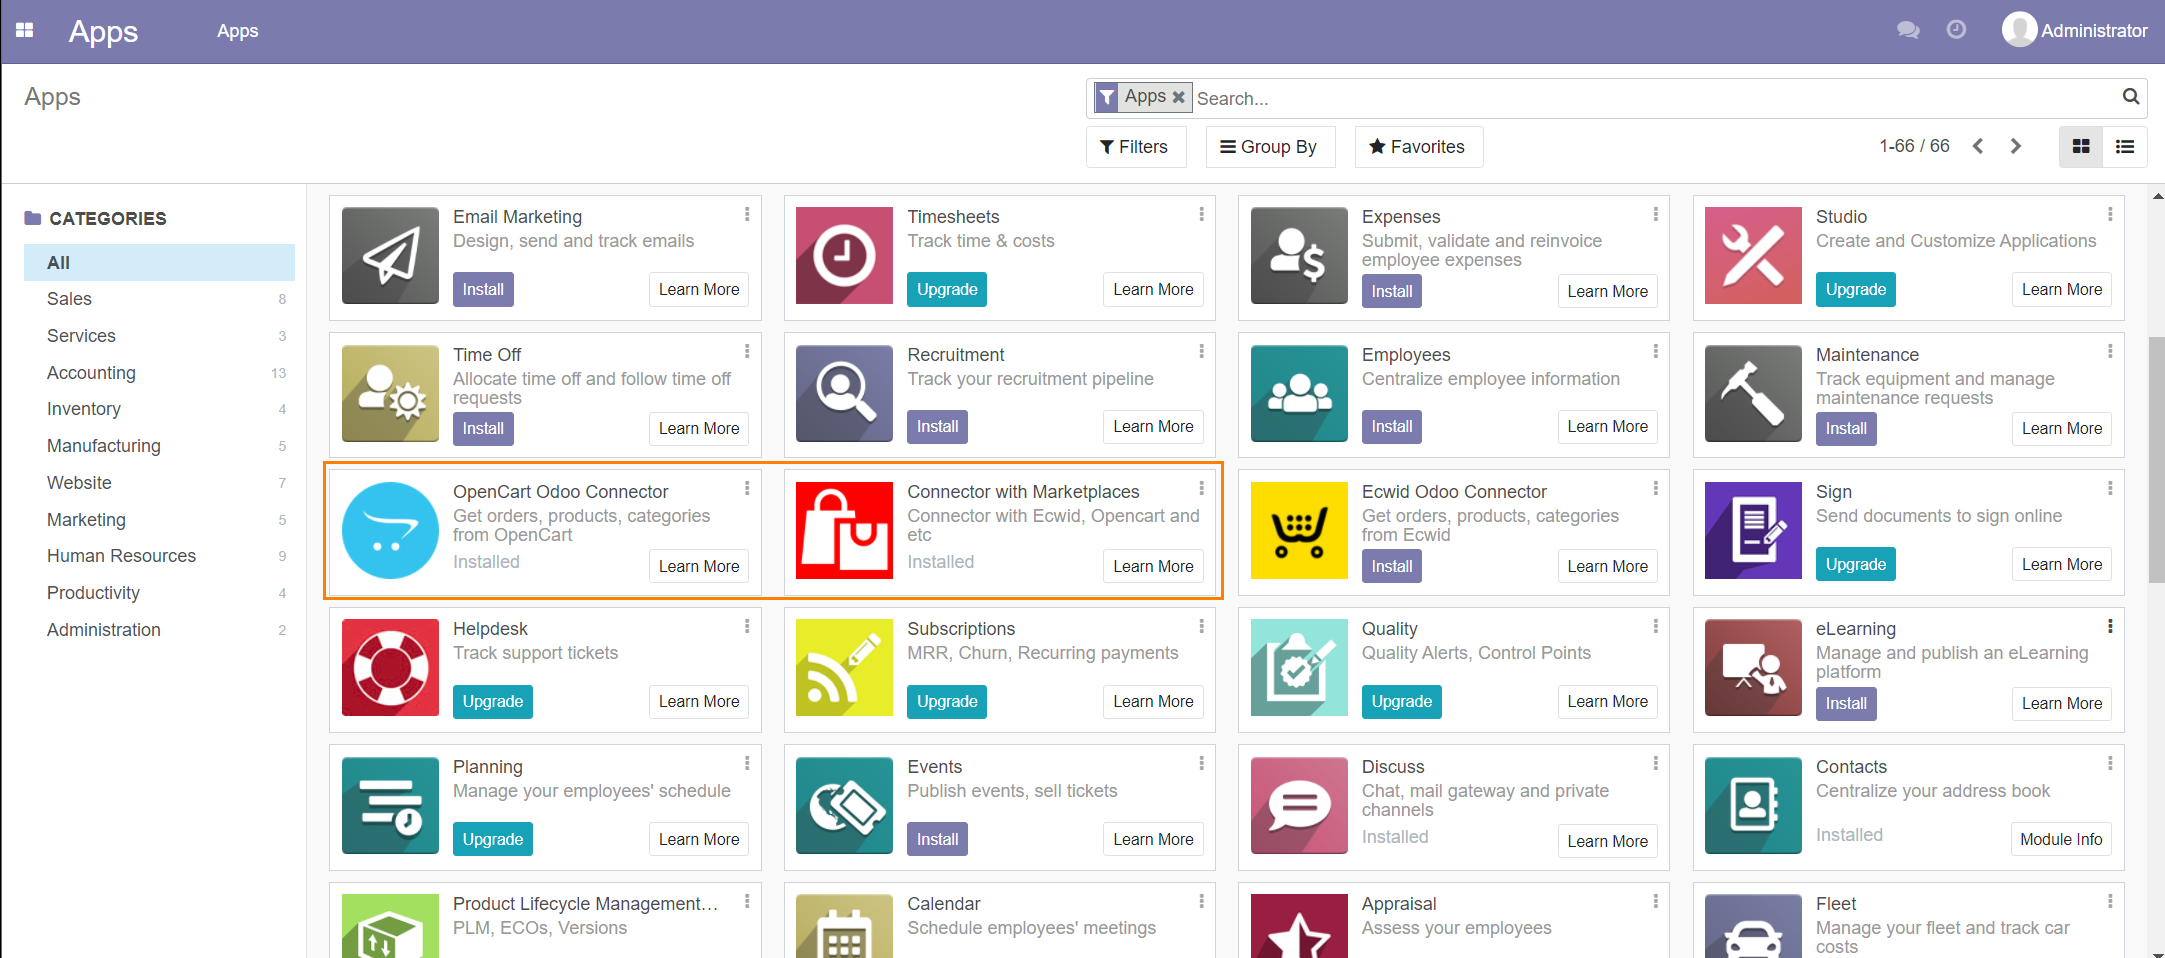 Apps
Apps
Administrator
Apps
Apps
Search...
Filters
Group By
Favorites
1-66 / 66
CATEGORIES
All
Sales 8
Services 3
Accounting 13
Inventory 4
Manufacturing 5
Website 7
Marketing 5
Human Resources 9
Productivity 4
Administration 2
Email Marketing
Design, send and track emails
Install
Learn More
Timesheets
Track time & costs
Upgrade
Learn More
Expenses
Submit, validate and reinvoice
employee expenses
Install
Learn More
Studio
Create and Customize Applications
Upgrade
Learn More
Time Off
Allocate time off and follow time off
requests
Install
Learn More
Recruitment
Track your recruitment pipeline
Install
Learn More
Employees
Centralize employee information
Install
Learn More
Maintenance
Track equipment and manage
maintenance requests
Install
Learn More
OpenCart Odoo Connector
Get orders, products, categories
from OpenCart
Installed
Learn More
Connector with Marketplaces
Connector with Ecwid, Opencart and
etc
Installed
Learn More
Ecwid Odoo Connector
Get orders, products, categories
from Ecwid
Install
Learn More
Sign
Send documents to sign online
Upgrade
Learn More
Helpdesk
Track support tickets
Upgrade
Learn More
Subscriptions
MRR, Churn, Recurring payments
Upgrade
Learn More
Quality
Quality Alerts, Control Points
Upgrade
Learn More
eLearning
Manage and publish an eLearning
platform
Install
Learn More
Planning
Manage your employees' schedule
Upgrade
Learn More
Events
Publish events, sell tickets
Install
Learn More
Discuss
Chat, mail gateway and private
channels
Installed
Learn More
Contacts
Centralize your address book
Installed
Module Info
Product Lifecycle Management...
PLM, ECOs, Versions
Calendar
Schedule employees' meetings
Appraisal
Assess your employees
Fleet
Manage your fleet and track car
costs